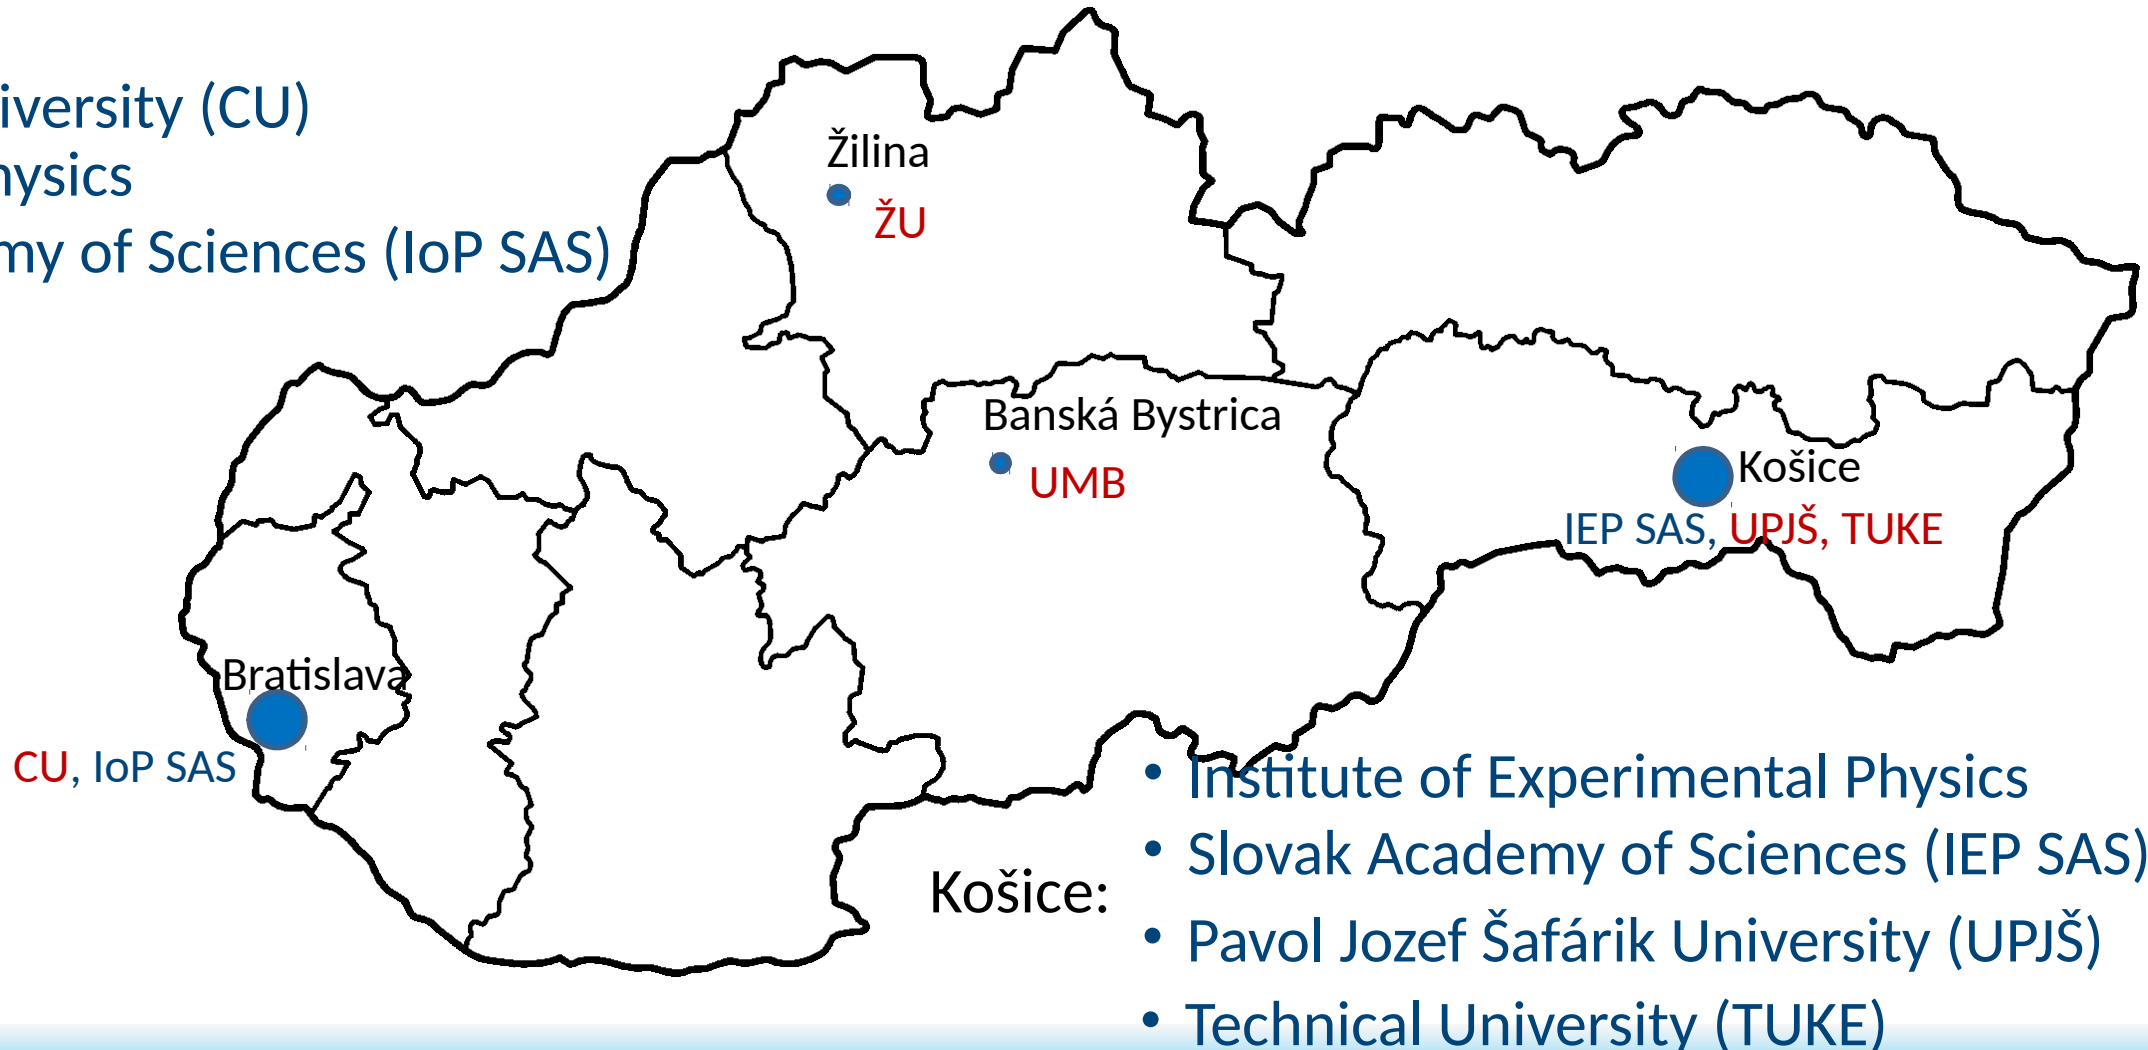 iversity (CU)
hysics
my of Sciences (IoP SAS)
Žilina
ŽU
Banská Bystrica
UMB
Košice
IEP SAS, UPJŠ, TUKE
Bratislava
CU, IoP SAS
Košice:
• Institute of Experimental Physics
• Slovak Academy of Sciences (IEP SAS)
• Pavol Jozef Šafárik University (UPJŠ)
• Technical University (TUKE)